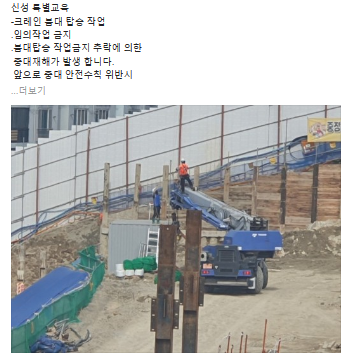 신성 특별교육
-크레인 붐대 탑승 작업
.임의작업 금지
.붐대탑승 작업금지 추락에 의한
중대재해가 발생 합니다.
앞으로 중대 안전수칙 위반시
...더보기